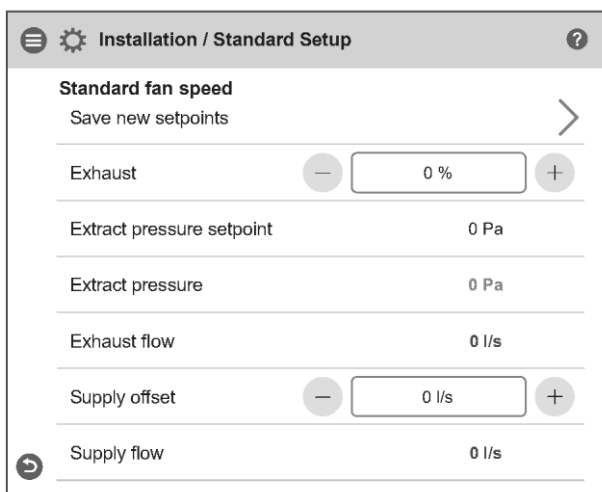 Installation / Standard Setup ?
Standard fan speed
Save new setpoints
Exhaust − 0 % +
Extract pressure setpoint 0 Pa
Extract pressure 0 Pa
Exhaust flow 0 l/s
Supply offset − 0 l/s +
Supply flow 0 l/s